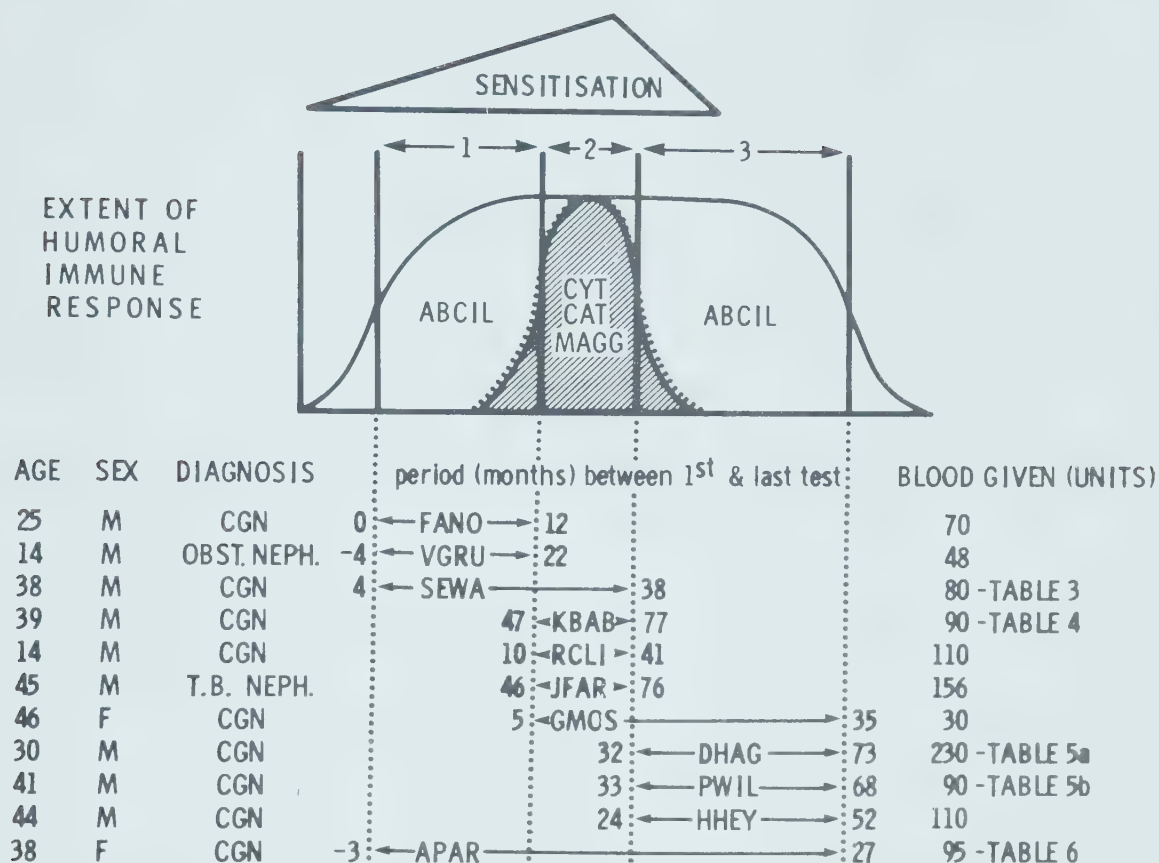 SENSITISATION
1 2 3
EXTENT OF
HUMORAL
IMMUNE
RESPONSE
ABCIL
CYT
CAT
MAGG
ABCIL
AGE SEX DIAGNOSIS period (months) between 1st & last test BLOOD GIVEN (UNITS)
25 M CGN 0 FANO 12 70
14 M OBST. NEPH. -4 VGRU 22 48
38 M CGN 4 SEWA 38 80 -TABLE 3
39 M CGN 47 KBAB 77 90 -TABLE 4
14 M CGN 10 RCLI 41 110
45 M T.B. NEPH. 46 JFAR 76 156
46 F CGN 5 GMOS 35 30
30 M CGN 32 DHAG 73 230 -TABLE 5a
41 M CGN 33 PWIL 68 90 -TABLE 5b
44 M CGN 24 HHEY 52 110
38 F CGN -3 APAR 27 95 -TABLE 6